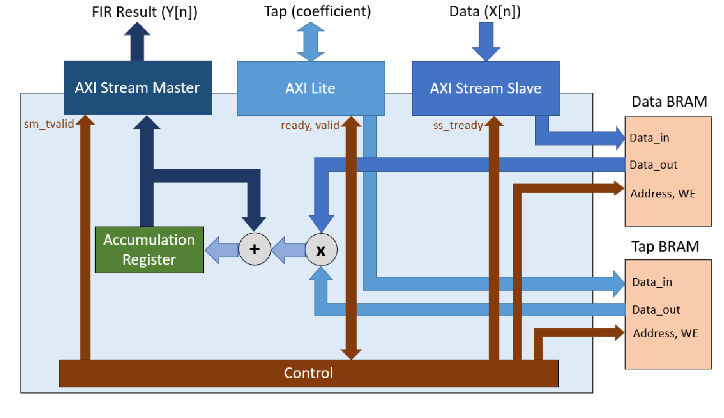 FIR Result (Y[n])
Tap (coefficient)
Data (X[n])
AXI Stream Master
AXI Lite
AXI Stream Slave
Data BRAM
sm_tvalid
ready, valid
ss_tready
Data_in
Data_out
Address, WE
Accumulation
Register
+
x
Tap BRAM
Data_in
Data_out
Address, WE
Control